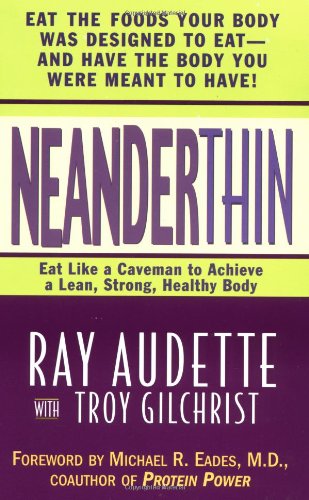 EAT THE FOODS YOUR BODY
WAS DESIGNED TO EAT—
AND HAVE THE BODY YOU
WERE MEANT TO HAVE!
NEANDERTHIN
Eat Like a Caveman to Achieve
a Lean, Strong, Healthy Body
RAY AUDETTE
WITH TROY GILCHRIST
FOREWORD BY MICHAEL R. EADES, M.D.,
COAUTHOR OF PROTEIN POWER